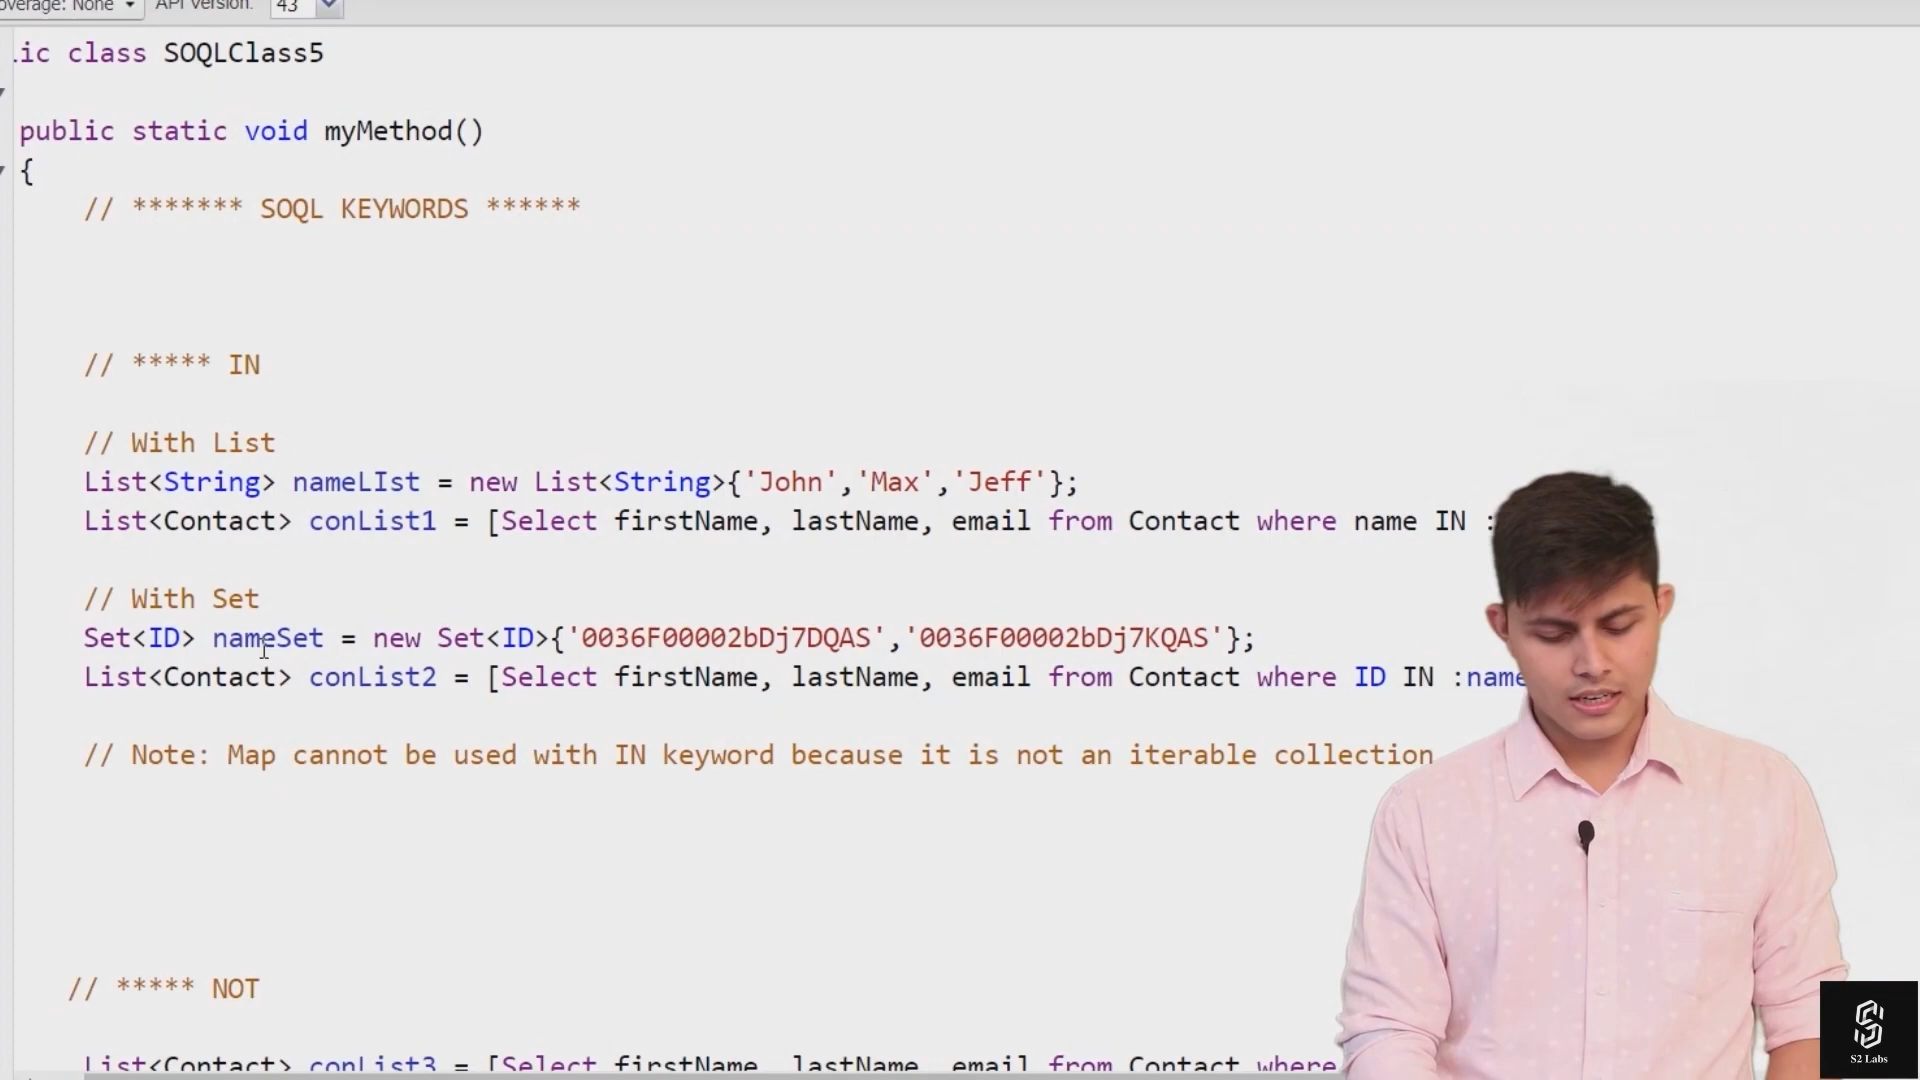 overage: None API Version: 43
ic class SOQLClass5
public static void myMethod()
{
// ******* SOQL KEYWORDS ******
// ***** IN
// With List
List<String> nameLIst = new List<String>{'John','Max','Jeff'};
List<Contact> conList1 = [Select firstName, lastName, email from Contact where name IN :
// With Set
Set<ID> nameSet = new Set<ID>{'0036F00002bDj7DQAS','0036F00002bDj7KQAS'};
List<Contact> conList2 = [Select firstName, lastName, email from Contact where ID IN :name
// Note: Map cannot be used with IN keyword because it is not an iterable collection
// ***** NOT
List<Contact> conList3 = [Select firstName, lastName, email from Contact where
S2 Labs